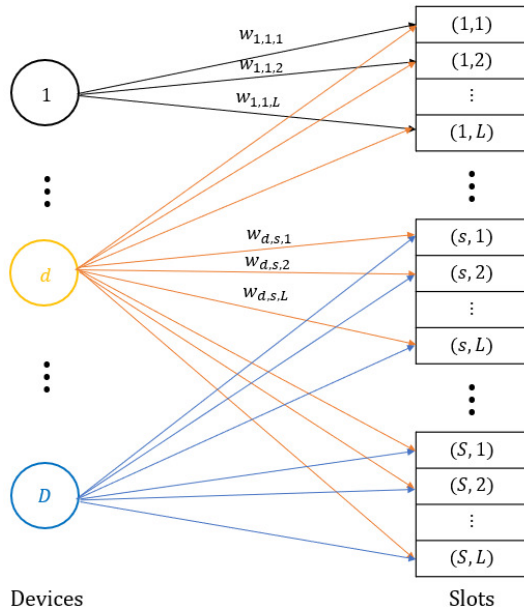 (1,1)
w1,1,1
(1,2)
w1,1,2
1
⋮
w1,1,L
(1, L)
⋮
⋮
(s, 1)
wd,s,1
d
wd,s,2
(s, 2)
wd,s,L
⋮
(s, L)
⋮
⋮
(S, 1)
D
(S, 2)
⋮
(S, L)
Devices
Slots